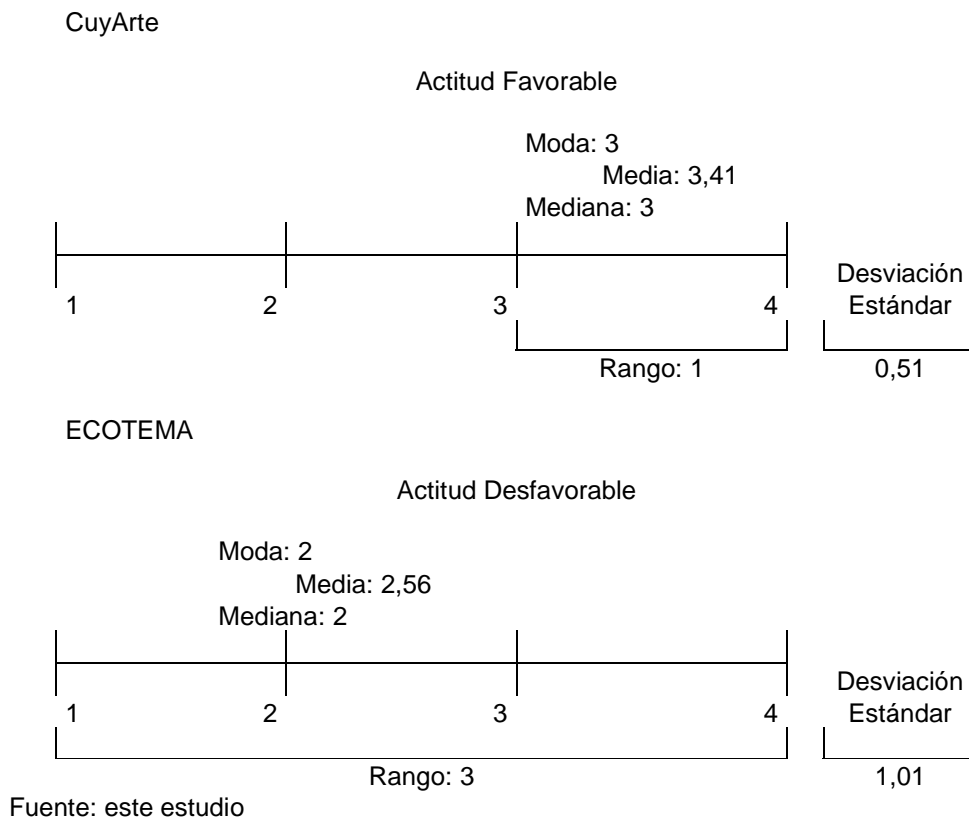 CuyArte
Actitud Favorable
Moda: 3
Media: 3,41
Mediana: 3
Desviación
1 2 3 4 Estándar
Rango: 1 0,51
ECOTEMA
Actitud Desfavorable
Moda: 2
Media: 2,56
Mediana: 2
Desviación
1 2 3 4 Estándar
Rango: 3 1,01
Fuente: este estudio